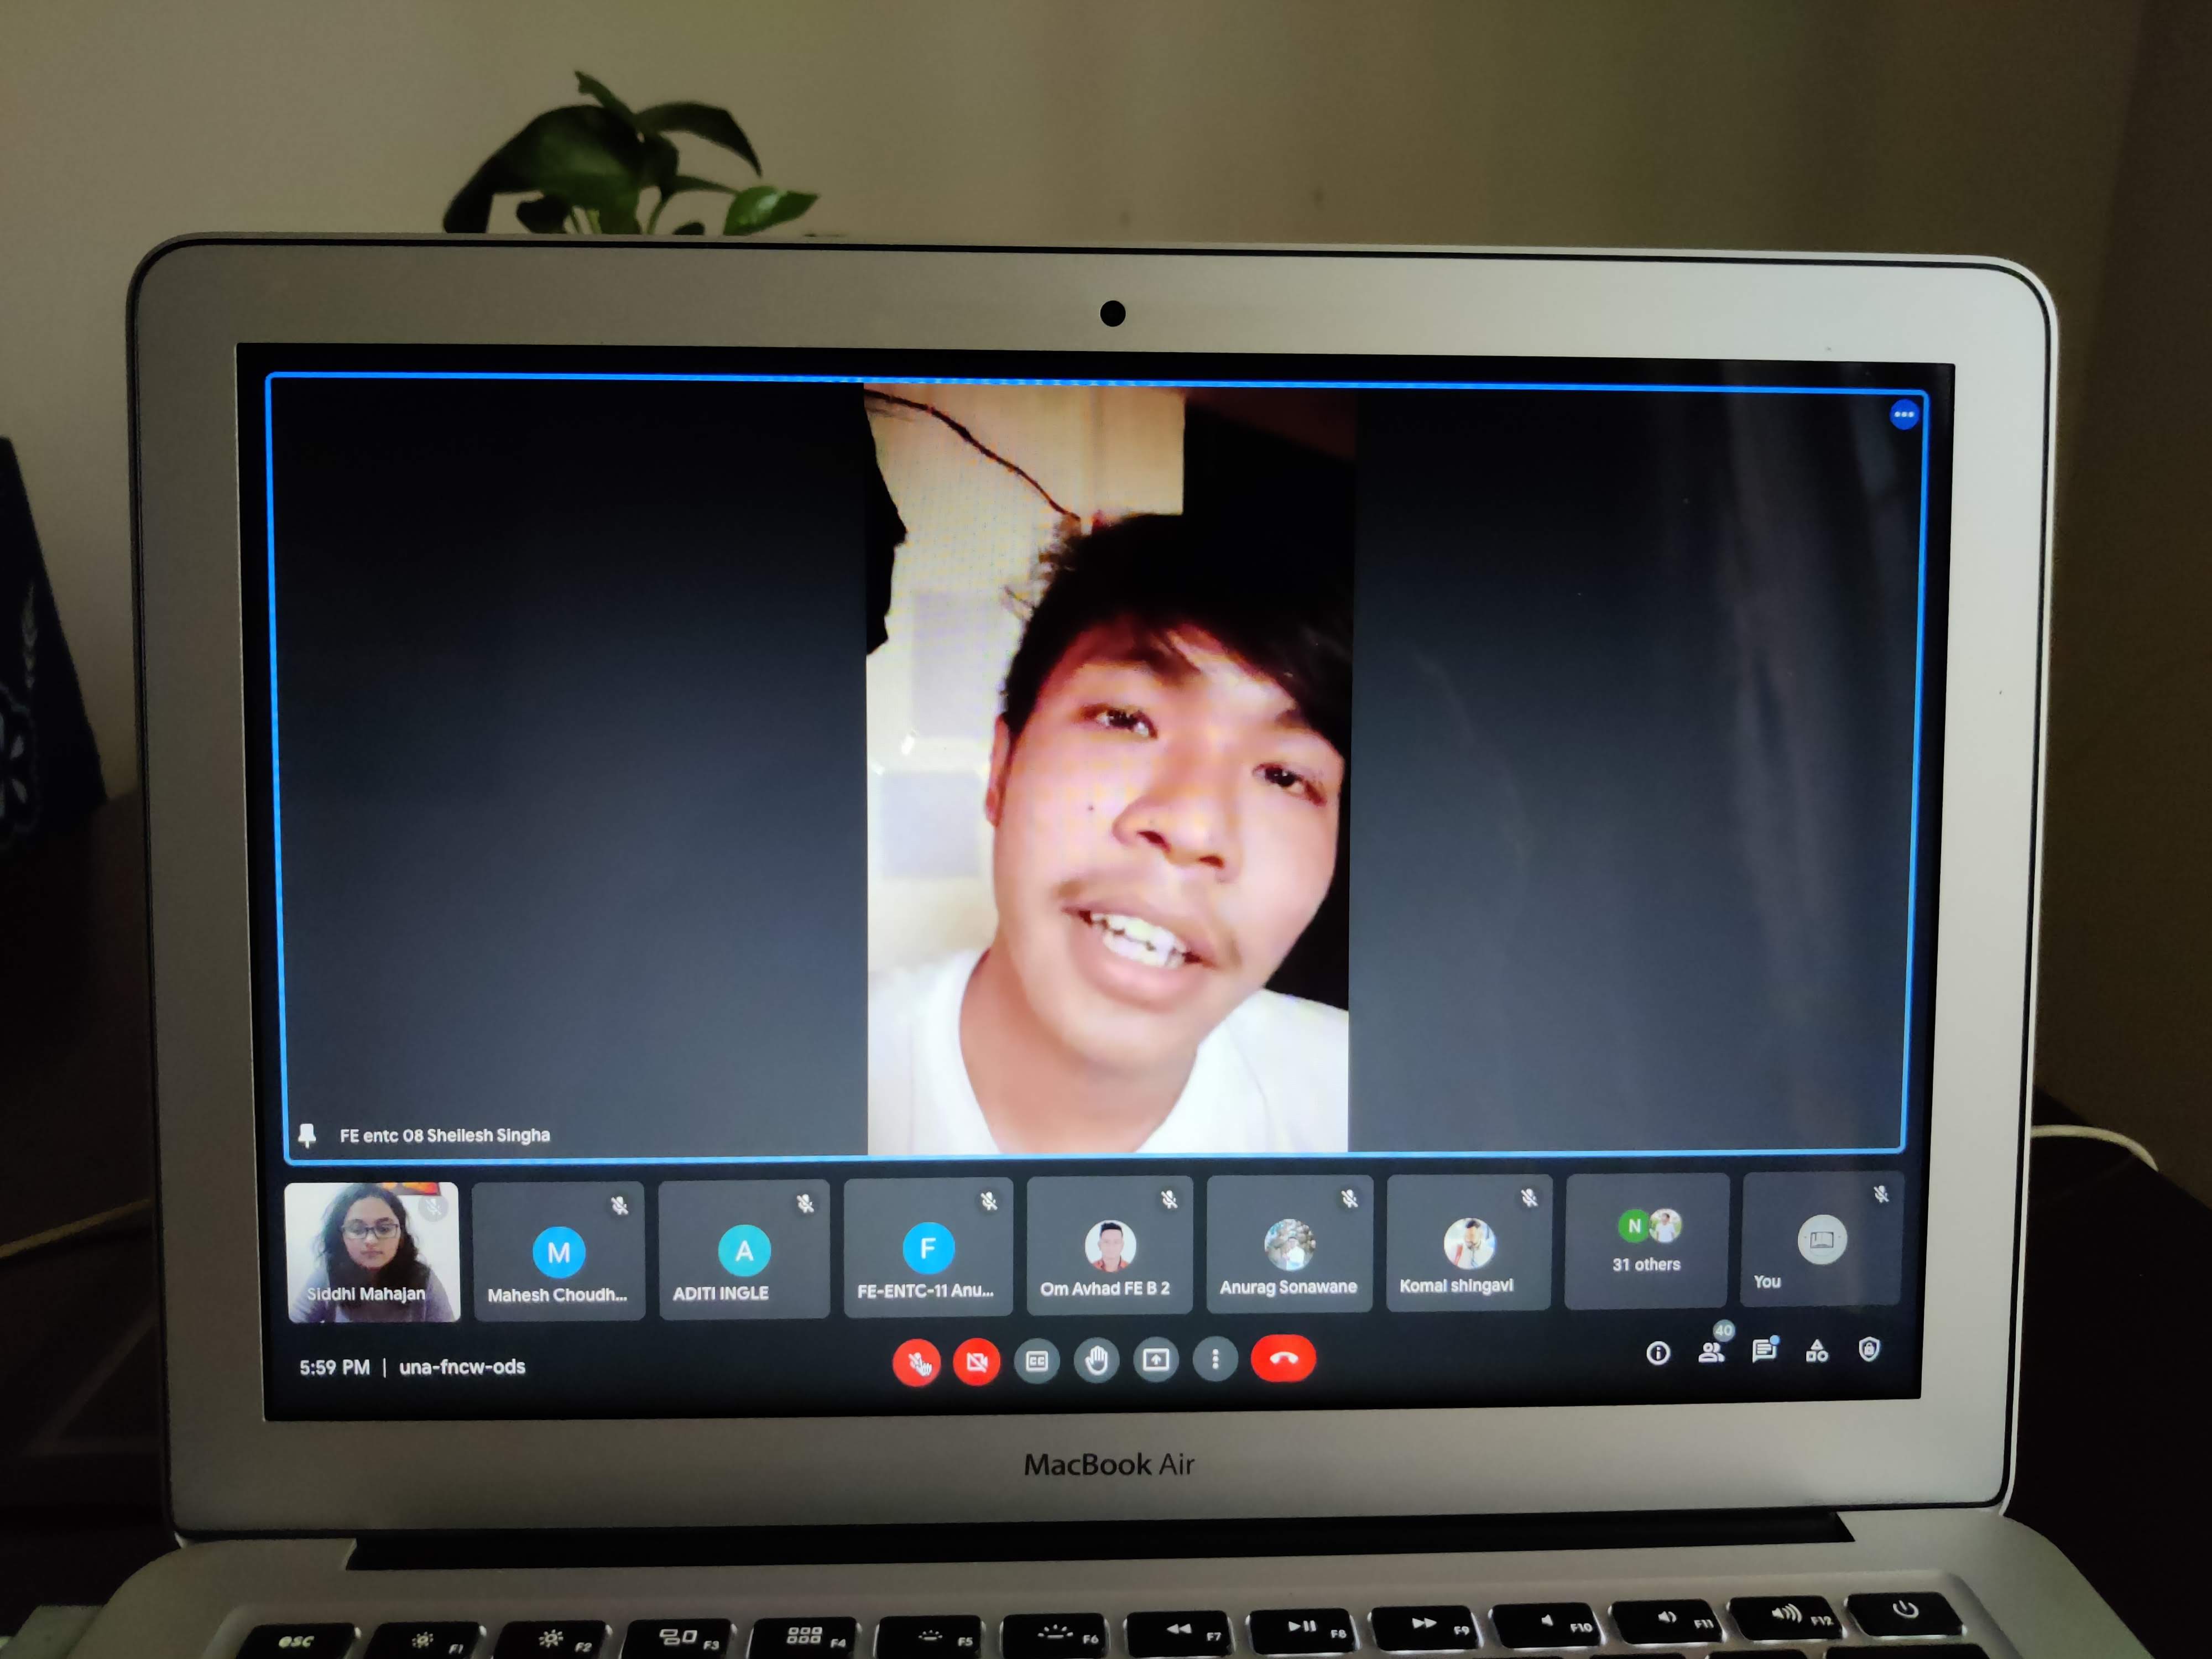 FE entc 08 Sheilesh Singha
Siddhi Mahajan
M
Mahesh Choudh...
A
ADITI INGLE
F
FE-ENTC-11 Anu...
Om Avhad FE B 2
Anurag Sonawane
Komal shingavi
N
31 others
You
5:59 PM | una-fncw-ods
CC
40
MacBook Air
esc
F1
F2
F3
F4
F5
F6
F7
F8
F9
F10
F11
F12